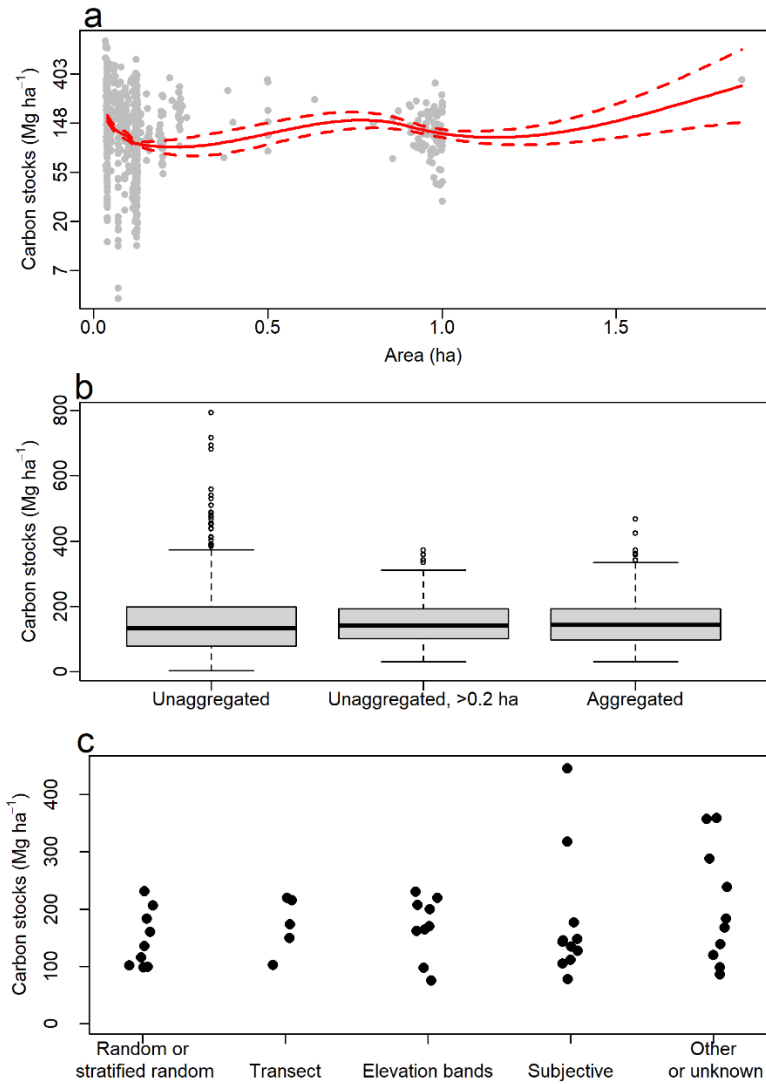 a
Carbon stocks (Mg ha⁻¹)
403
148
55
20
7
0.0 0.5 1.0 1.5
Area (ha)
b
Carbon stocks (Mg ha⁻¹)
800
600
400
200
0
Unaggregated Unaggregated, >0.2 ha Aggregated
c
Carbon stocks (Mg ha⁻¹)
400
300
200
100
0
Random or
stratified random
Transect
Elevation bands
Subjective
Other
or unknown